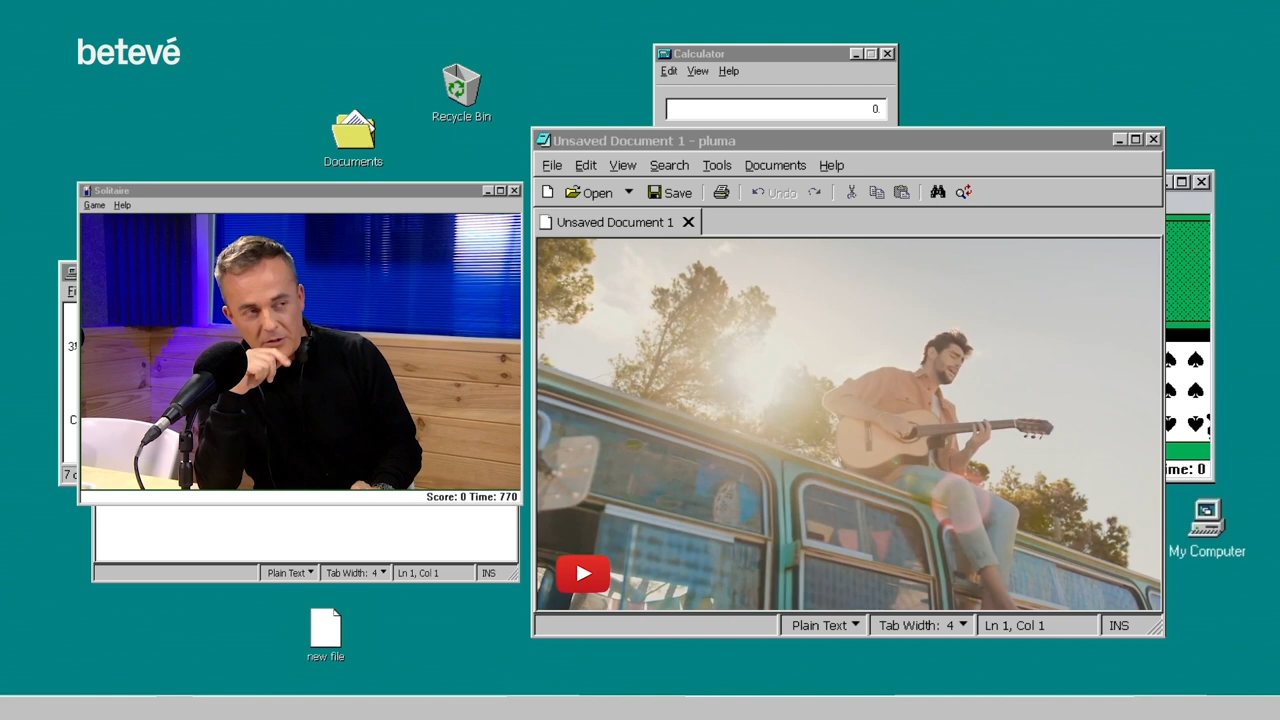 betevé
Recycle Bin
Documents
Calculator
Edit View Help
0.
Unsaved Document 1 - pluma
File Edit View Search Tools Documents Help
Open Save Undo
Unsaved Document 1
Solitaire
Game Help
Score: 0 Time: 770
Plain Text Tab Width: 4 Ln 1, Col 1 INS
Plain Text Tab Width: 4 Ln 1, Col 1 INS
My Computer
new file